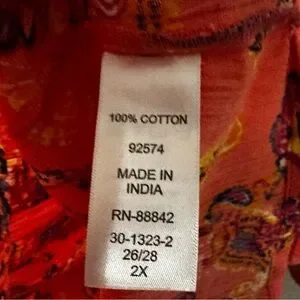 100% COTTON
92574
MADE IN
INDIA
RN-88842
30-1323-2
26/28
2X